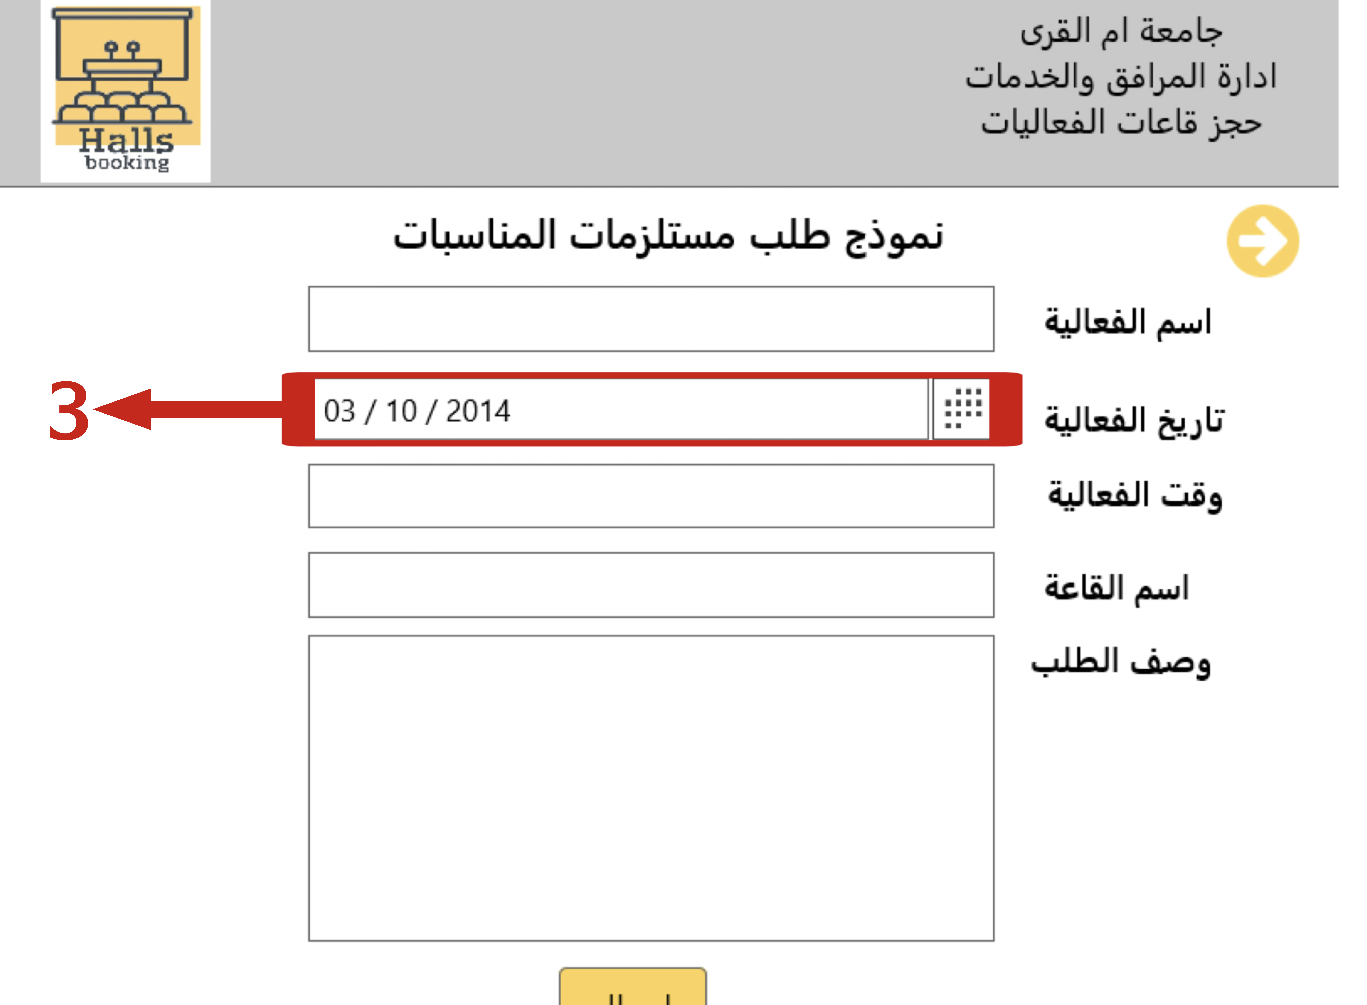 جامعة ام القرى
ادارة المرافق والخدمات
حجز قاعات الفعاليات
Halls
booking
نموذج طلب مستلزمات المناسبات
اسم الفعالية
تاريخ الفعالية
03 / 10 / 2014
3
وقت الفعالية
اسم القاعة
وصف الطلب